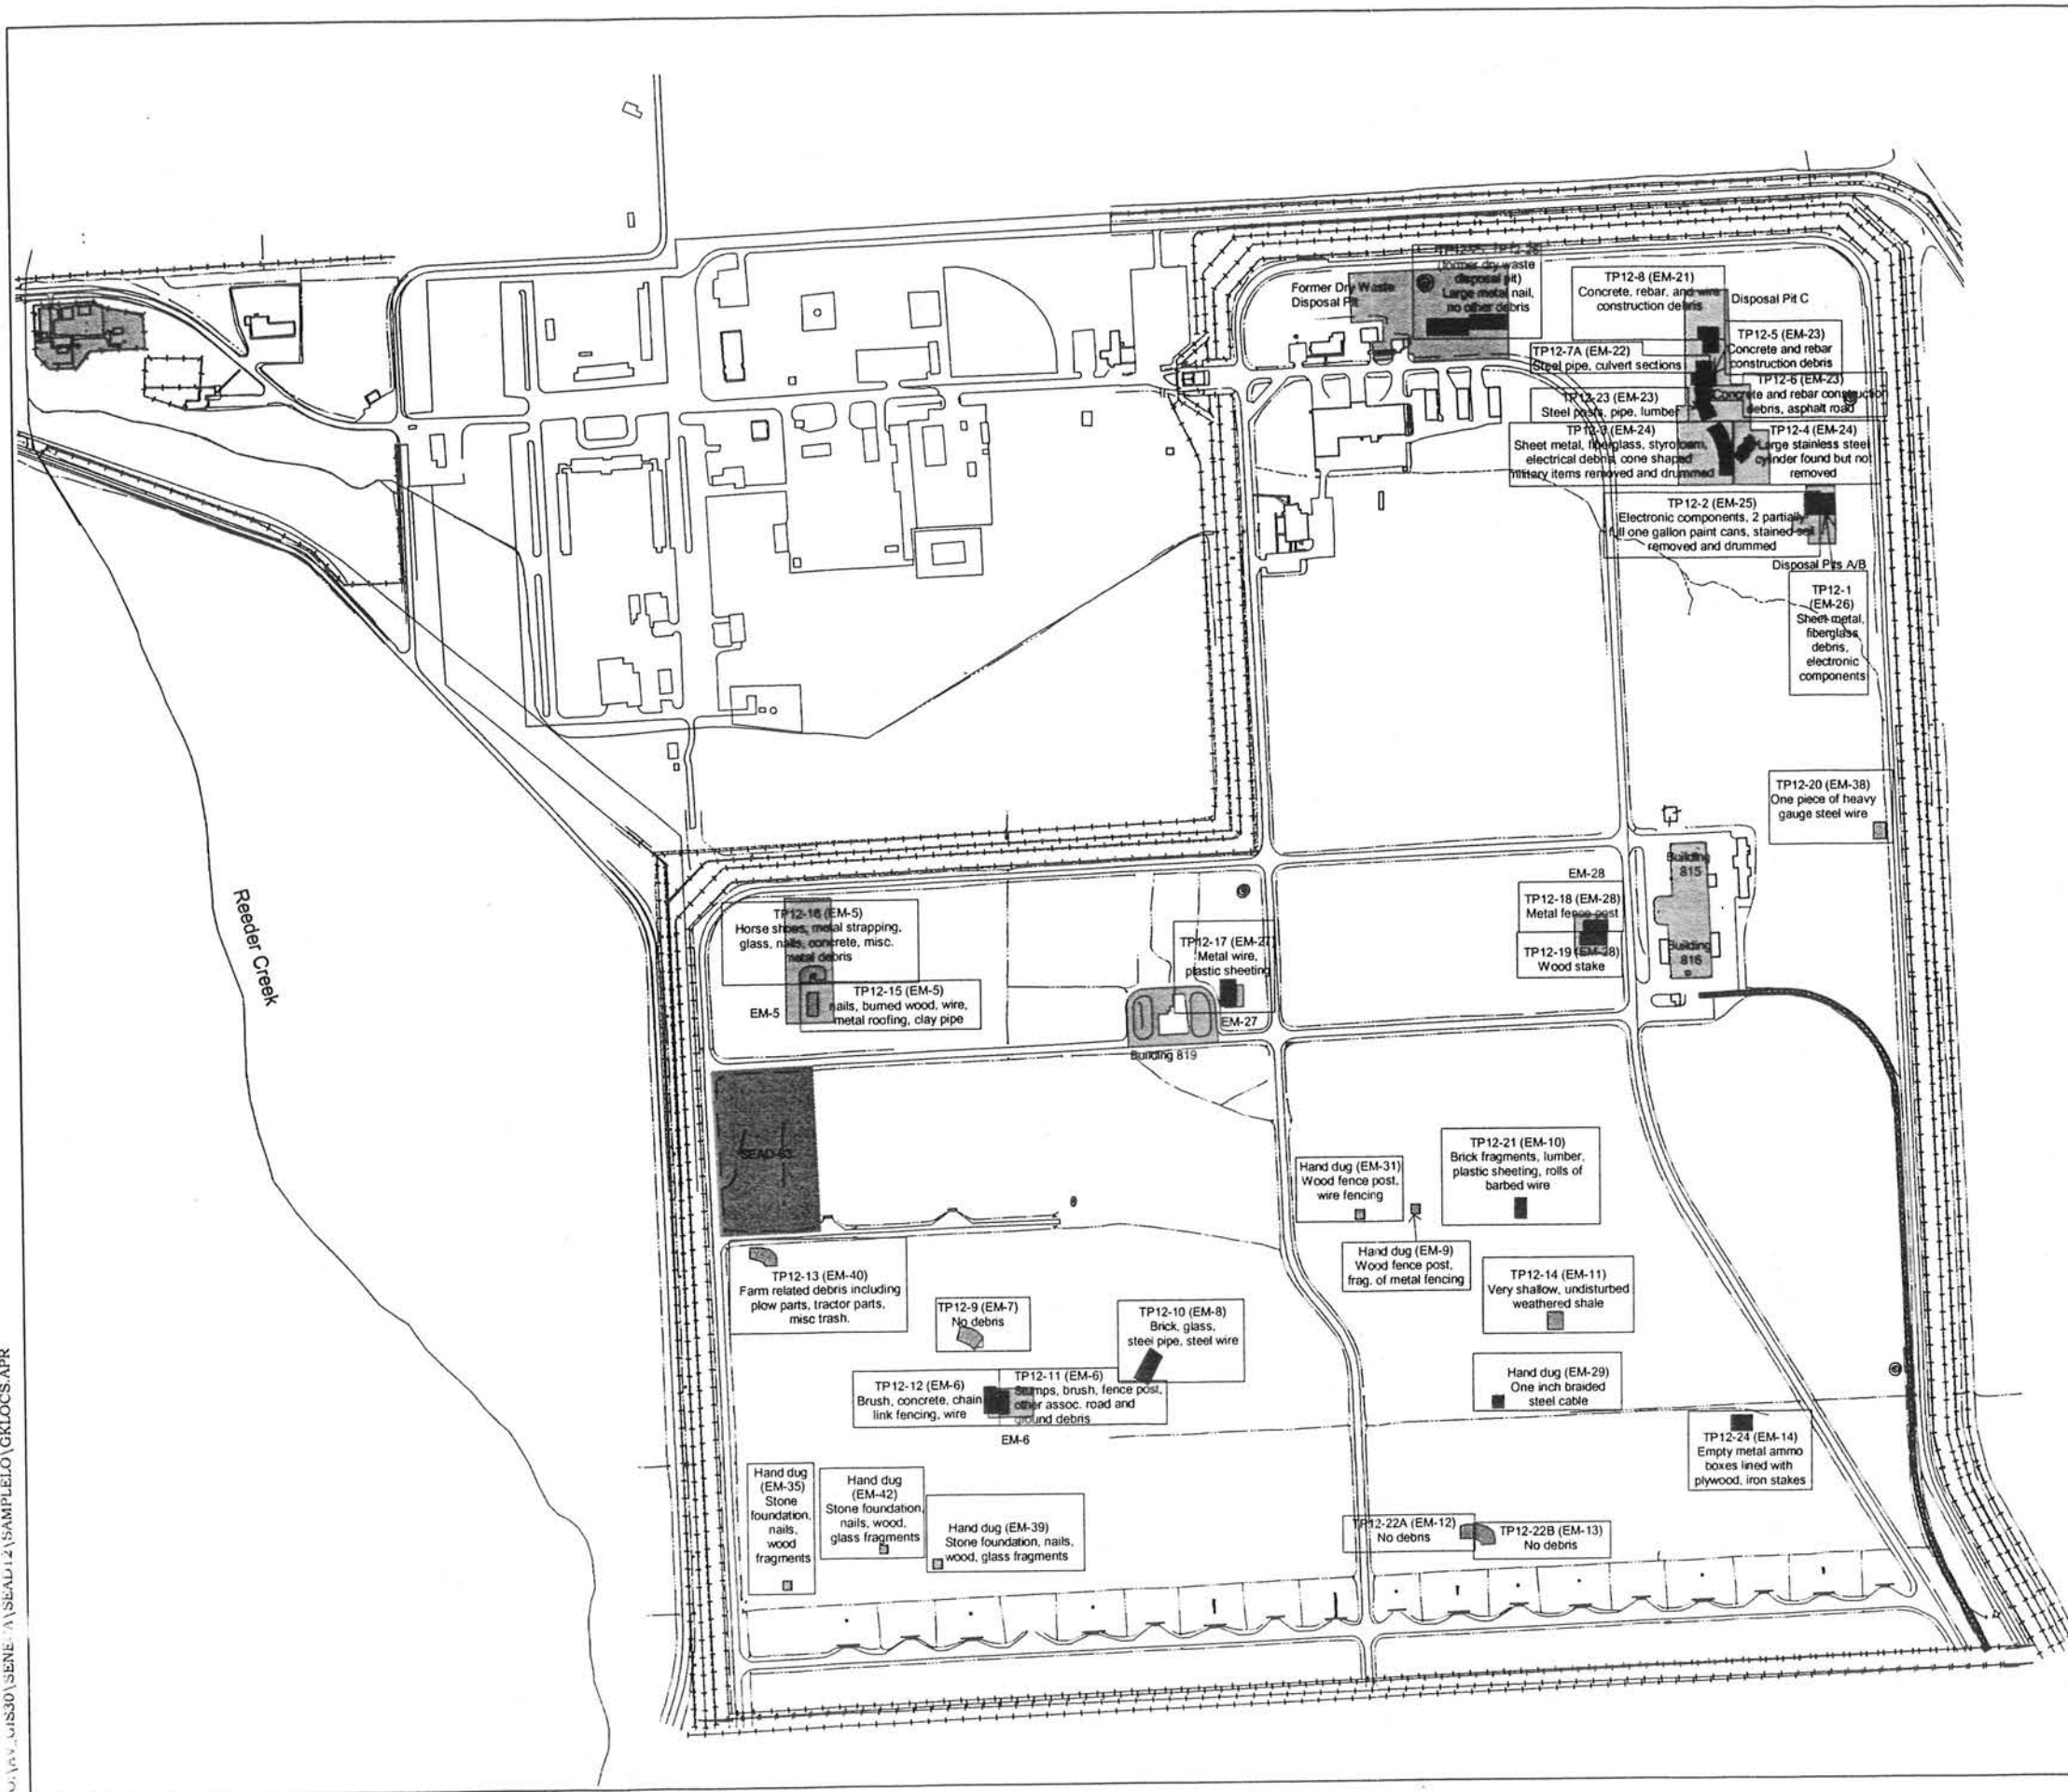 (former dry waste
disposal pit)
Large metal nail,
no other debris
Former Dry Waste
Disposal Pit
TP12-8 (EM-21)
Concrete, rebar, and wire
construction debris
Disposal Pit C
TP12-5 (EM-23)
Concrete and rebar
construction debris
TP12-7A (EM-22)
Steel pipe, culvert sections
TP12-6 (EM-23)
Concrete and rebar construction
debris, asphalt road
TP12-23 (EM-23)
Steel posts, pipe, lumber
TP12-3 (EM-24)
Sheet metal, fiberglass, styrofoam,
electrical debris, cone shaped
military items removed and drummed
TP12-4 (EM-24)
Large stainless steel
cylinder found but not
removed
TP12-2 (EM-25)
Electronic components, 2 partially
full one gallon paint cans, stained soil
removed and drummed
Disposal Pits A/B
TP12-1
(EM-26)
Sheet metal,
fiberglass
debris,
electronic
components
TP12-20 (EM-38)
One piece of heavy
gauge steel wire
Building
815
Building
816
EM-28
TP12-18 (EM-28)
Metal fence post
TP12-19 (EM-28)
Wood stake
Reeder Creek
TP12-16 (EM-5)
Horse shoes, metal strapping,
glass, nails, concrete, misc.
metal debris
TP12-15 (EM-5)
nails, burned wood, wire,
metal roofing, clay pipe
EM-5
TP12-17 (EM-27)
Metal wire,
plastic sheeting
EM-27
Building 819
SEAD-63
TP12-21 (EM-10)
Brick fragments, lumber,
plastic sheeting, rolls of
barbed wire
Hand dug (EM-31)
Wood fence post,
wire fencing
Hand dug (EM-9)
Wood fence post,
frag. of metal fencing
TP12-13 (EM-40)
Farm related debris including
plow parts, tractor parts,
misc trash.
TP12-9 (EM-7)
No debris
TP12-10 (EM-8)
Brick, glass,
steel pipe, steel wire
TP12-14 (EM-11)
Very shallow, undisturbed
weathered shale
TP12-12 (EM-6)
Brush, concrete, chain
link fencing, wire
TP12-11 (EM-6)
Stumps, brush, fence post,
other assoc. road and
ground debris
EM-6
Hand dug (EM-29)
One inch braided
steel cable
TP12-24 (EM-14)
Empty metal ammo
boxes lined with
plywood, iron stakes
Hand dug
(EM-35)
Stone
foundation,
nails,
wood
fragments
Hand dug
(EM-42)
Stone foundation,
nails, wood,
glass fragments
Hand dug (EM-39)
Stone foundation, nails,
wood, glass fragments
TP12-22A (EM-12)
No debris
TP12-22B (EM-13)
No debris